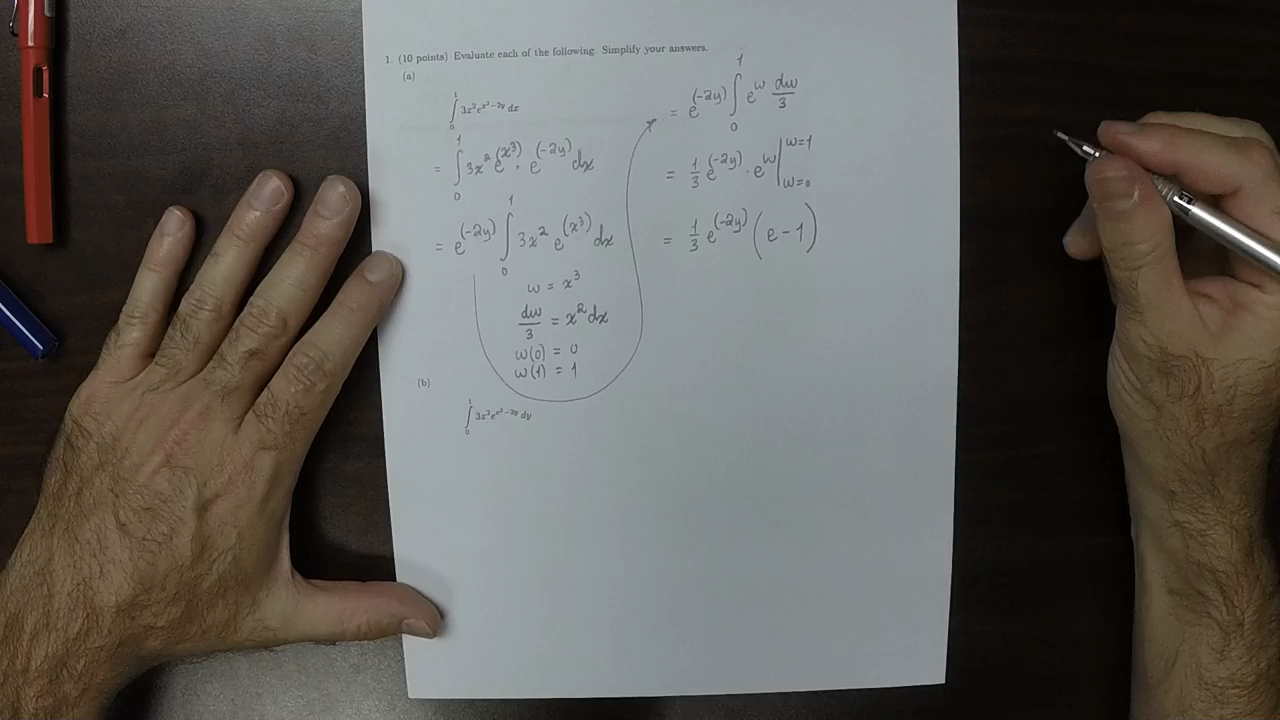 1. (10 points) Evaluate each of the following. Simplify your answers.
(a)
∫₀¹ 3x²e^{x³−2y} dx
= ∫₀¹ 3x² e^{(x³)} · e^{(-2y)} dx
= e^{(-2y)} ∫₀¹ 3x² e^{(x³)} dx
w = x³
dw/3 = x² dx
w(0) = 0
w(1) = 1
= e^{(-2y)} ∫₀¹ e^w dw/3
= 1/3 e^{(-2y)} · e^w |_{w=0}^{w=1}
= 1/3 e^{(-2y)} (e - 1)
(b)
∫₀¹ 3x²e^{x³−2y} dy